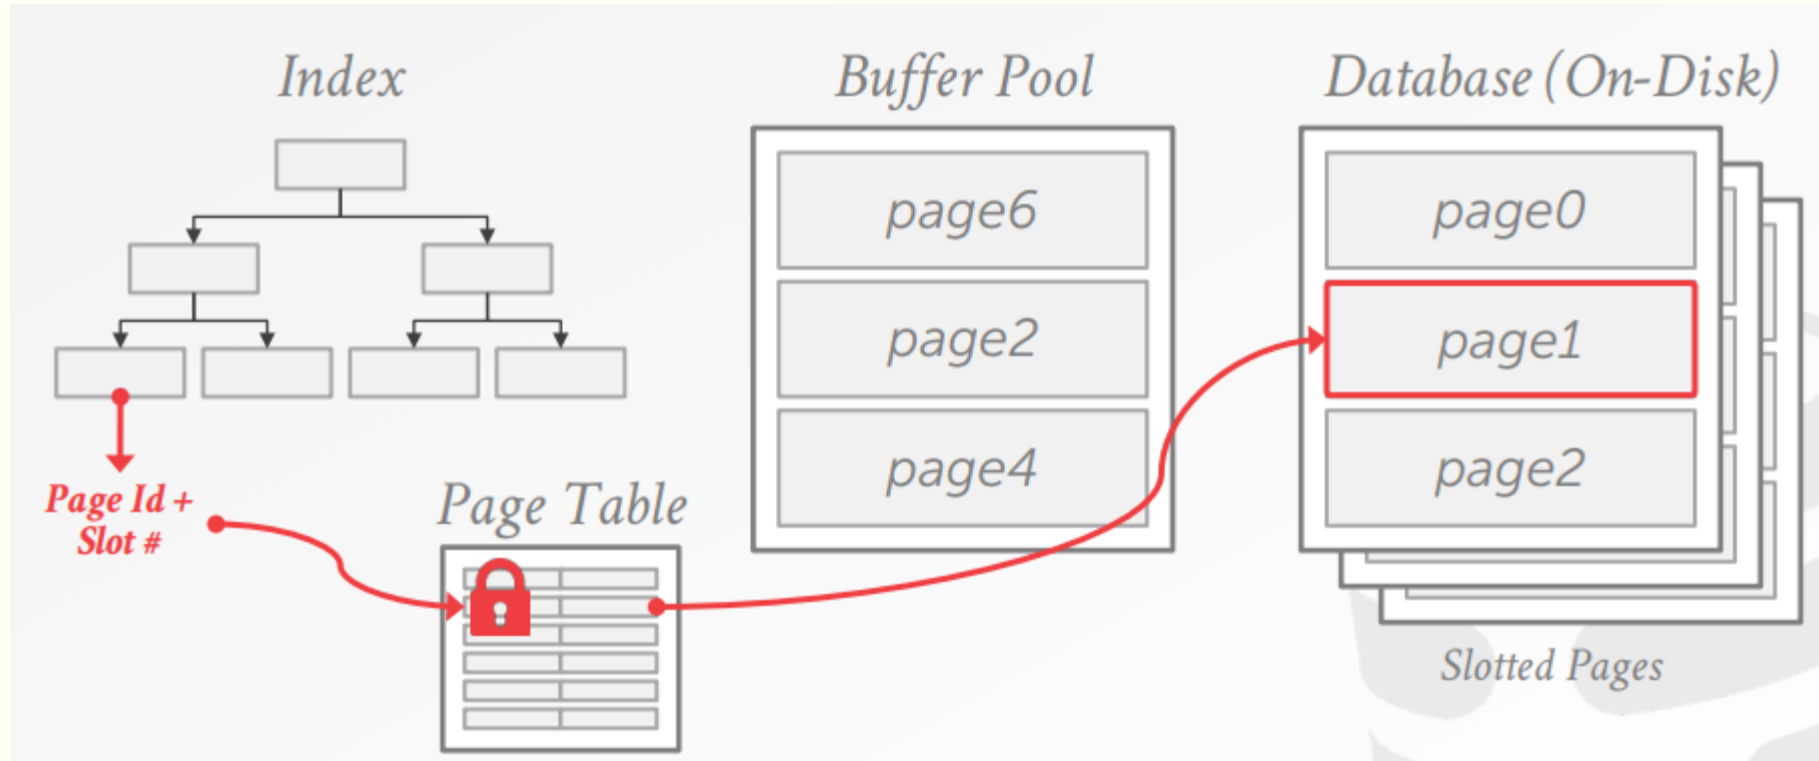 Index
Buffer Pool
Database (On-Disk)
page6
page0
page2
page1
page4
page2
Page Id +
Slot #
Page Table
Slotted Pages